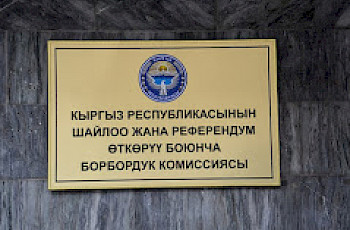 КЫРГЫЗ РЕСПУБЛИКАСЫНЫН
ШАЙЛОО ЖАНА РЕФЕРЕНДУМ
ӨТКӨРҮҮ БОЮНЧА
БОРБОРДУК КОМИССИЯСЫ